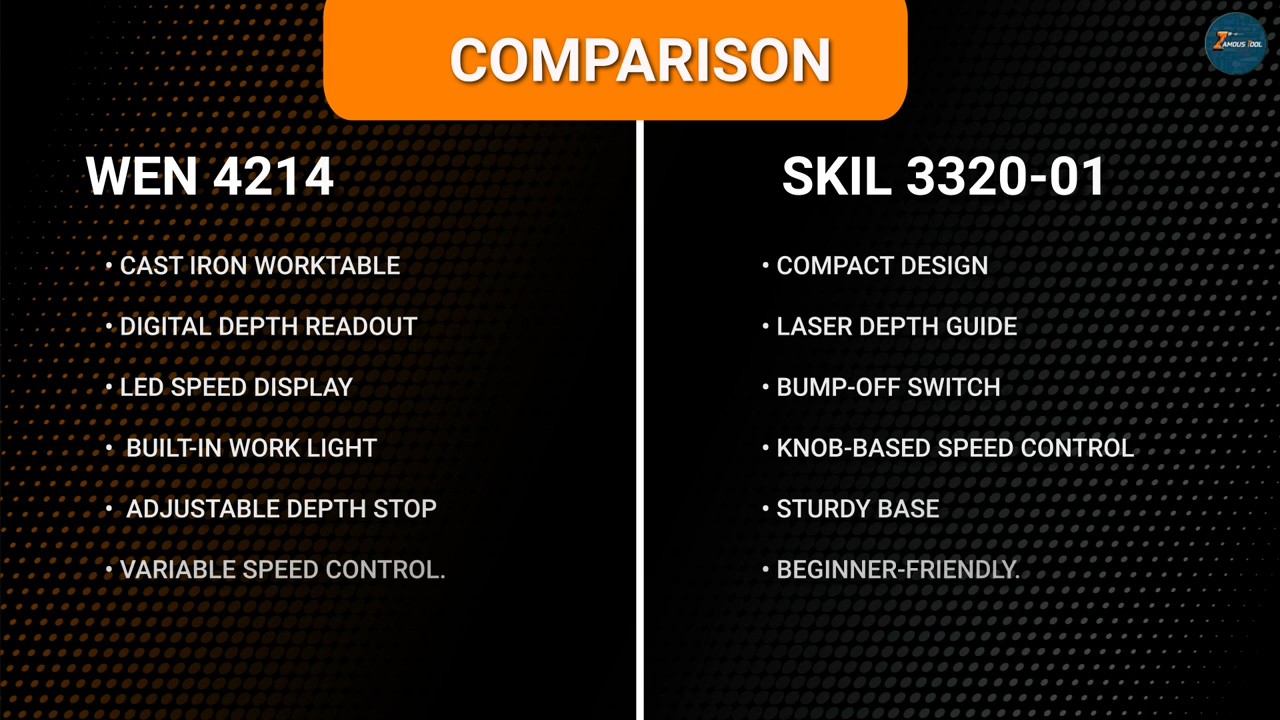 COMPARISON
ZAMOUS TOOL
WEN 4214
• CAST IRON WORKTABLE
• DIGITAL DEPTH READOUT
• LED SPEED DISPLAY
• BUILT-IN WORK LIGHT
• ADJUSTABLE DEPTH STOP
• VARIABLE SPEED CONTROL.
SKIL 3320-01
• COMPACT DESIGN
• LASER DEPTH GUIDE
• BUMP-OFF SWITCH
• KNOB-BASED SPEED CONTROL
• STURDY BASE
• BEGINNER-FRIENDLY.